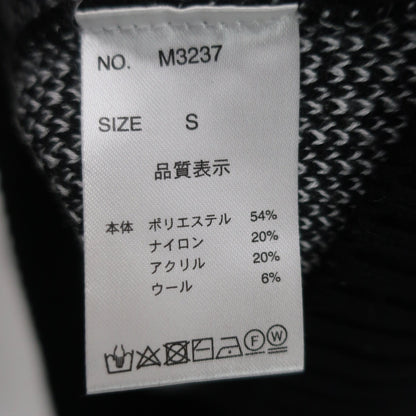 NO. M3237
SIZE S
品質表示
本体 ポリエステル 54%
ナイロン 20%
アクリル 20%
ウール 6%
F W